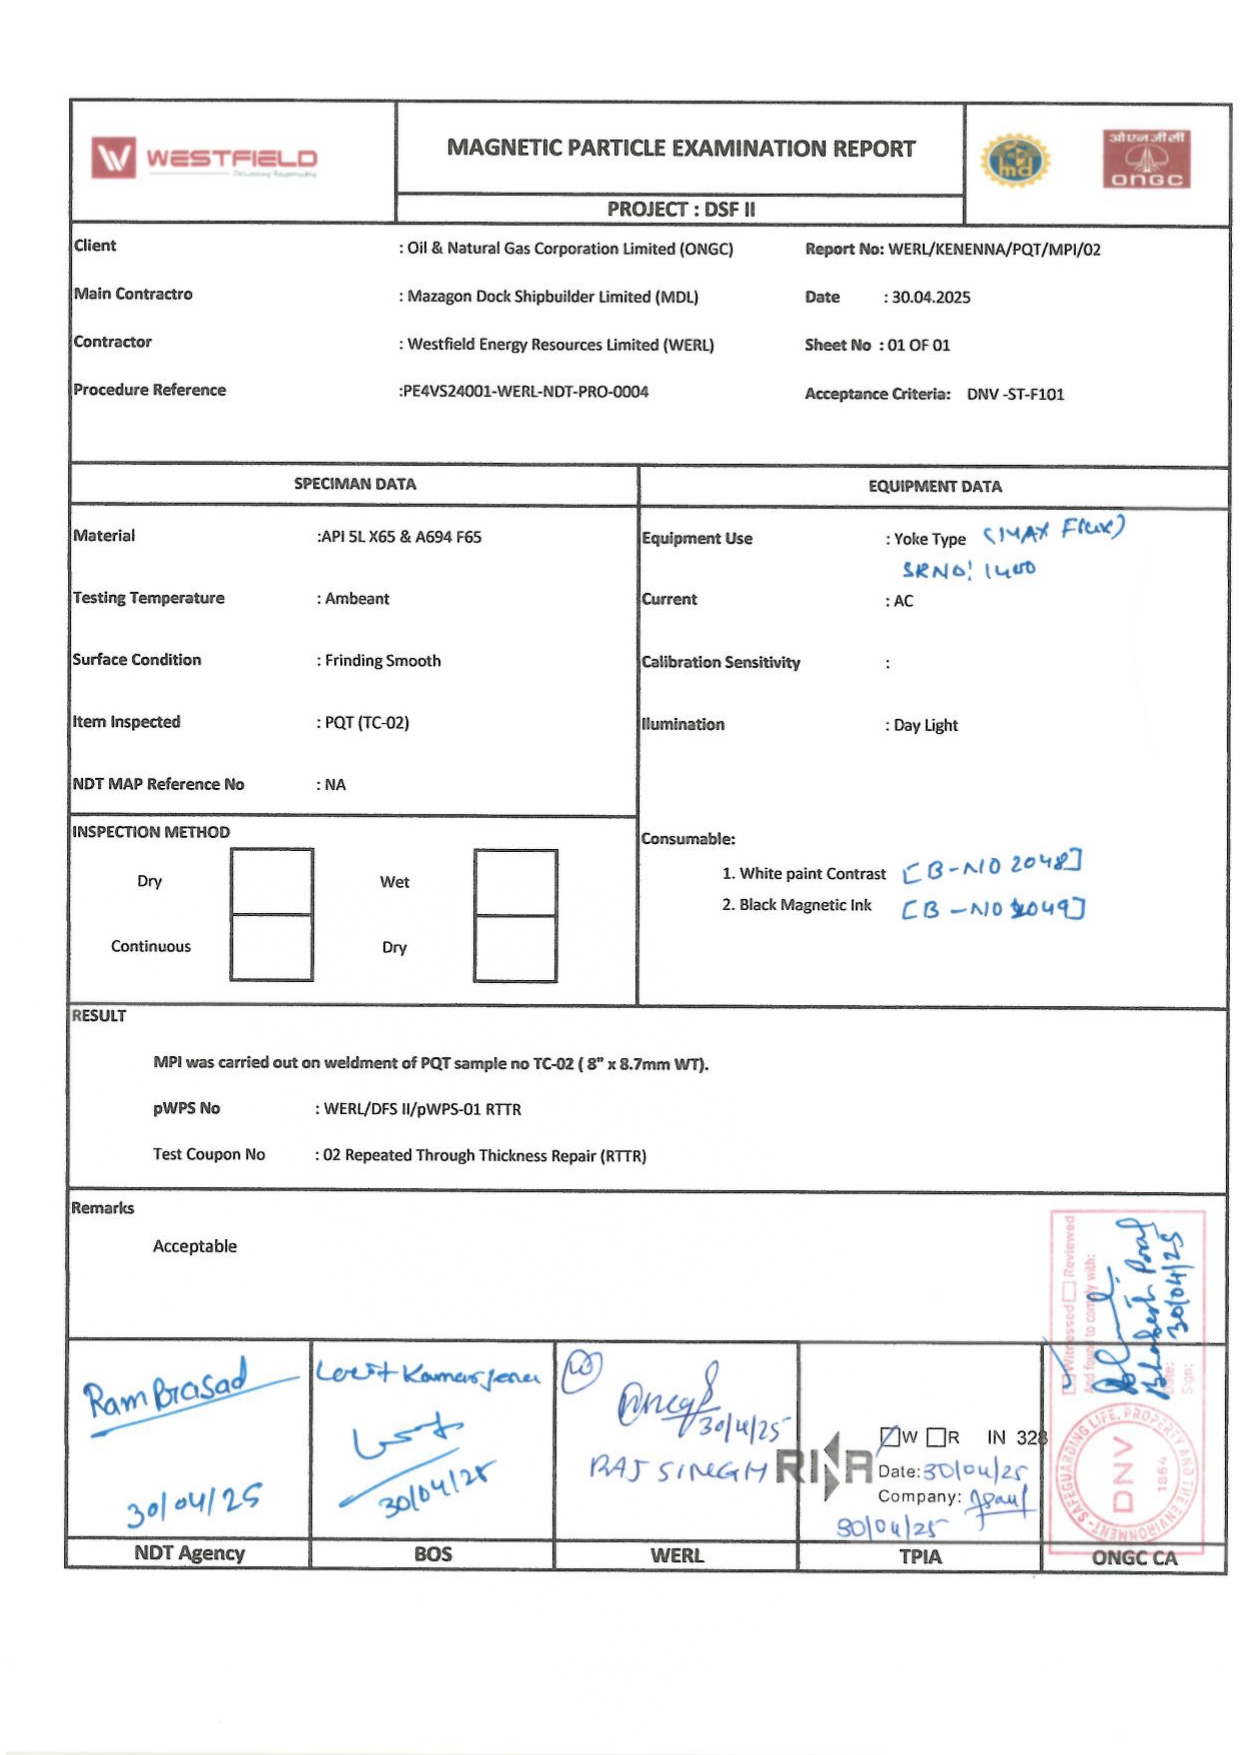 WESTFIELD
Delivering Responsibly
MAGNETIC PARTICLE EXAMINATION REPORT
PROJECT : DSF II
ओएनजीसी
ONGC
Client : Oil & Natural Gas Corporation Limited (ONGC) Report No: WERL/KENENNA/PQT/MPI/02
Main Contractro : Mazagon Dock Shipbuilder Limited (MDL) Date : 30.04.2025
Contractor : Westfield Energy Resources Limited (WERL) Sheet No : 01 OF 01
Procedure Reference :PE4VS24001-WERL-NDT-PRO-0004 Acceptance Criteria: DNV -ST-F101
SPECIMAN DATA EQUIPMENT DATA
Material :API 5L X65 & A694 F65 Equipment Use : Yoke Type (MAX Flux)
SRNO: 1400
Testing Temperature : Ambeant Current : AC
Surface Condition : Frinding Smooth Calibration Sensitivity :
Item Inspected : PQT (TC-02) Ilumination : Day Light
NDT MAP Reference No : NA
INSPECTION METHOD Consumable:
Dry Wet 1. White paint Contrast [B-NO 2048]
2. Black Magnetic Ink [B-NO 2049]
Continuous Dry
RESULT
MPI was carried out on weldment of PQT sample no TC-02 ( 8" x 8.7mm WT).
pWPS No : WERL/DFS II/pWPS-01 RTTR
Test Coupon No : 02 Repeated Through Thickness Repair (RTTR)
Remarks
Acceptable
Witnessed Reviewed
And found to comply with:
Date:
Sign:
30/04/25
SAFEGUARDING LIFE, PROPERTY AND THE ENVIRONMENT
DNV
1864
Ram Prasad
30/04/25
30/04/25
30/4/25
RAJ SINGH
RINA
W R IN 328
Date: 30/04/25
Company:
30/04/25
NDT Agency BOS WERL TPIA ONGC CA